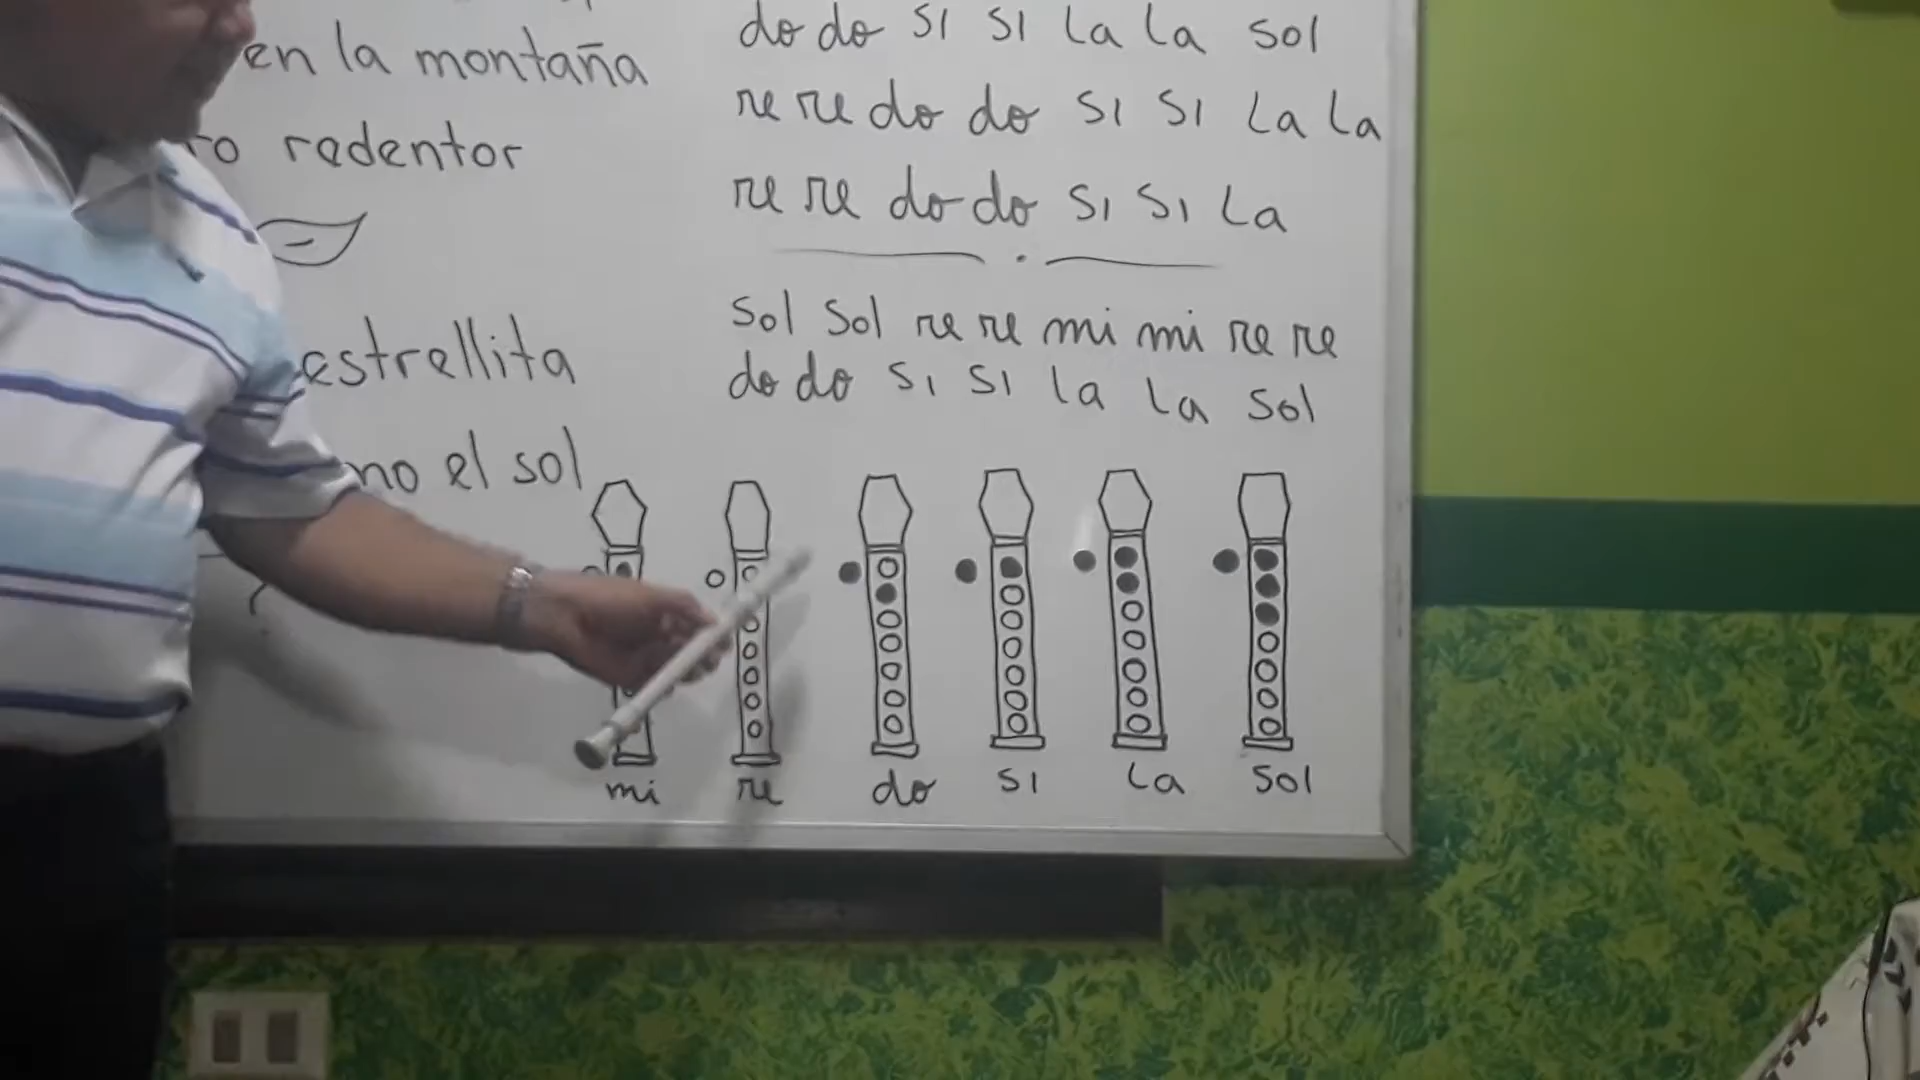 en la montaña
redentor
estrellita
el sol
do do si si la la sol
re re do do si si la la
re re do do si si la
sol sol re re mi mi re re
do do si si la la sol
mi re do si la sol